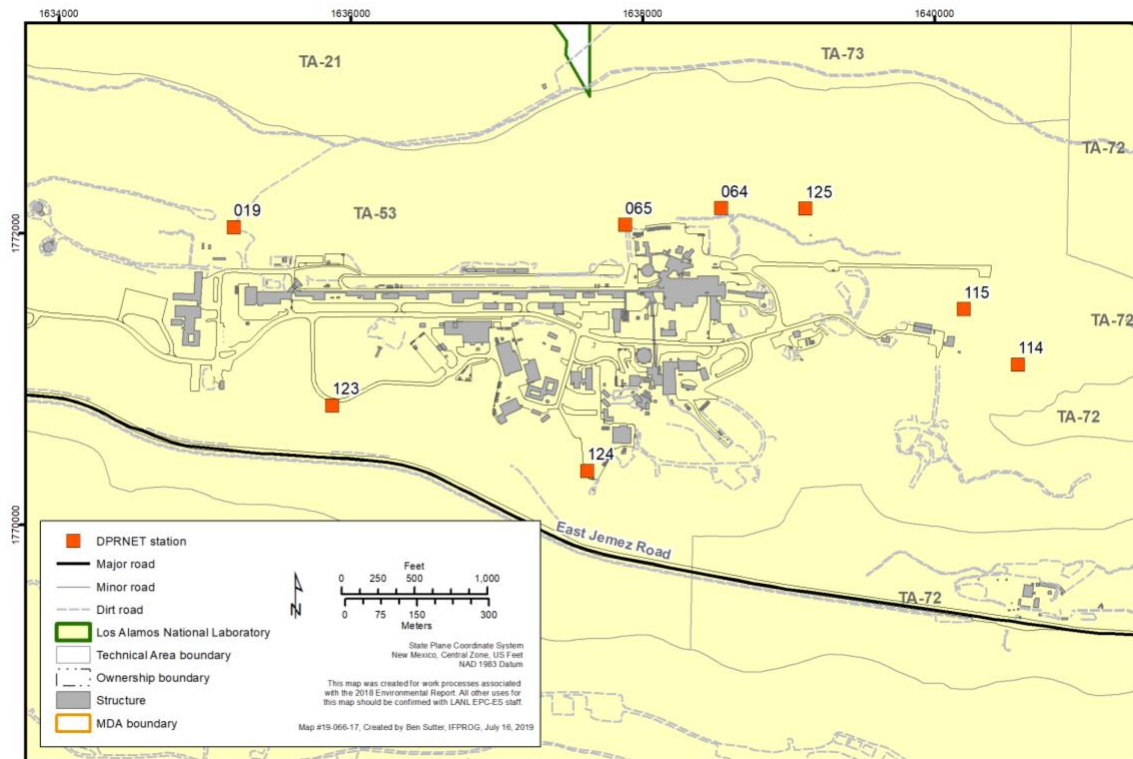 1634000
1636000
1638000
1640000
TA-21
TA-73
TA-72
TA-53
019
065
064
125
1772000
115
TA-72
114
123
TA-72
124
1770000
East Jemez Road
TA-72
DPRNET station
Major road
Minor road
Dirt road
Los Alamos National Laboratory
Technical Area boundary
Ownership boundary
Structure
MDA boundary
N
Feet
0 250 500 1,000
0 75 150 300
Meters
State Plane Coordinate System
New Mexico, Central Zone, US Feet
NAD 1983 Datum
This map was created for work processes associated
with the 2018 Environmental Report. All other uses for
this map should be confirmed with LANL EPC-ES staff.
Map #19-066-17, Created by Ben Sutter, IFPROG, July 16, 2019